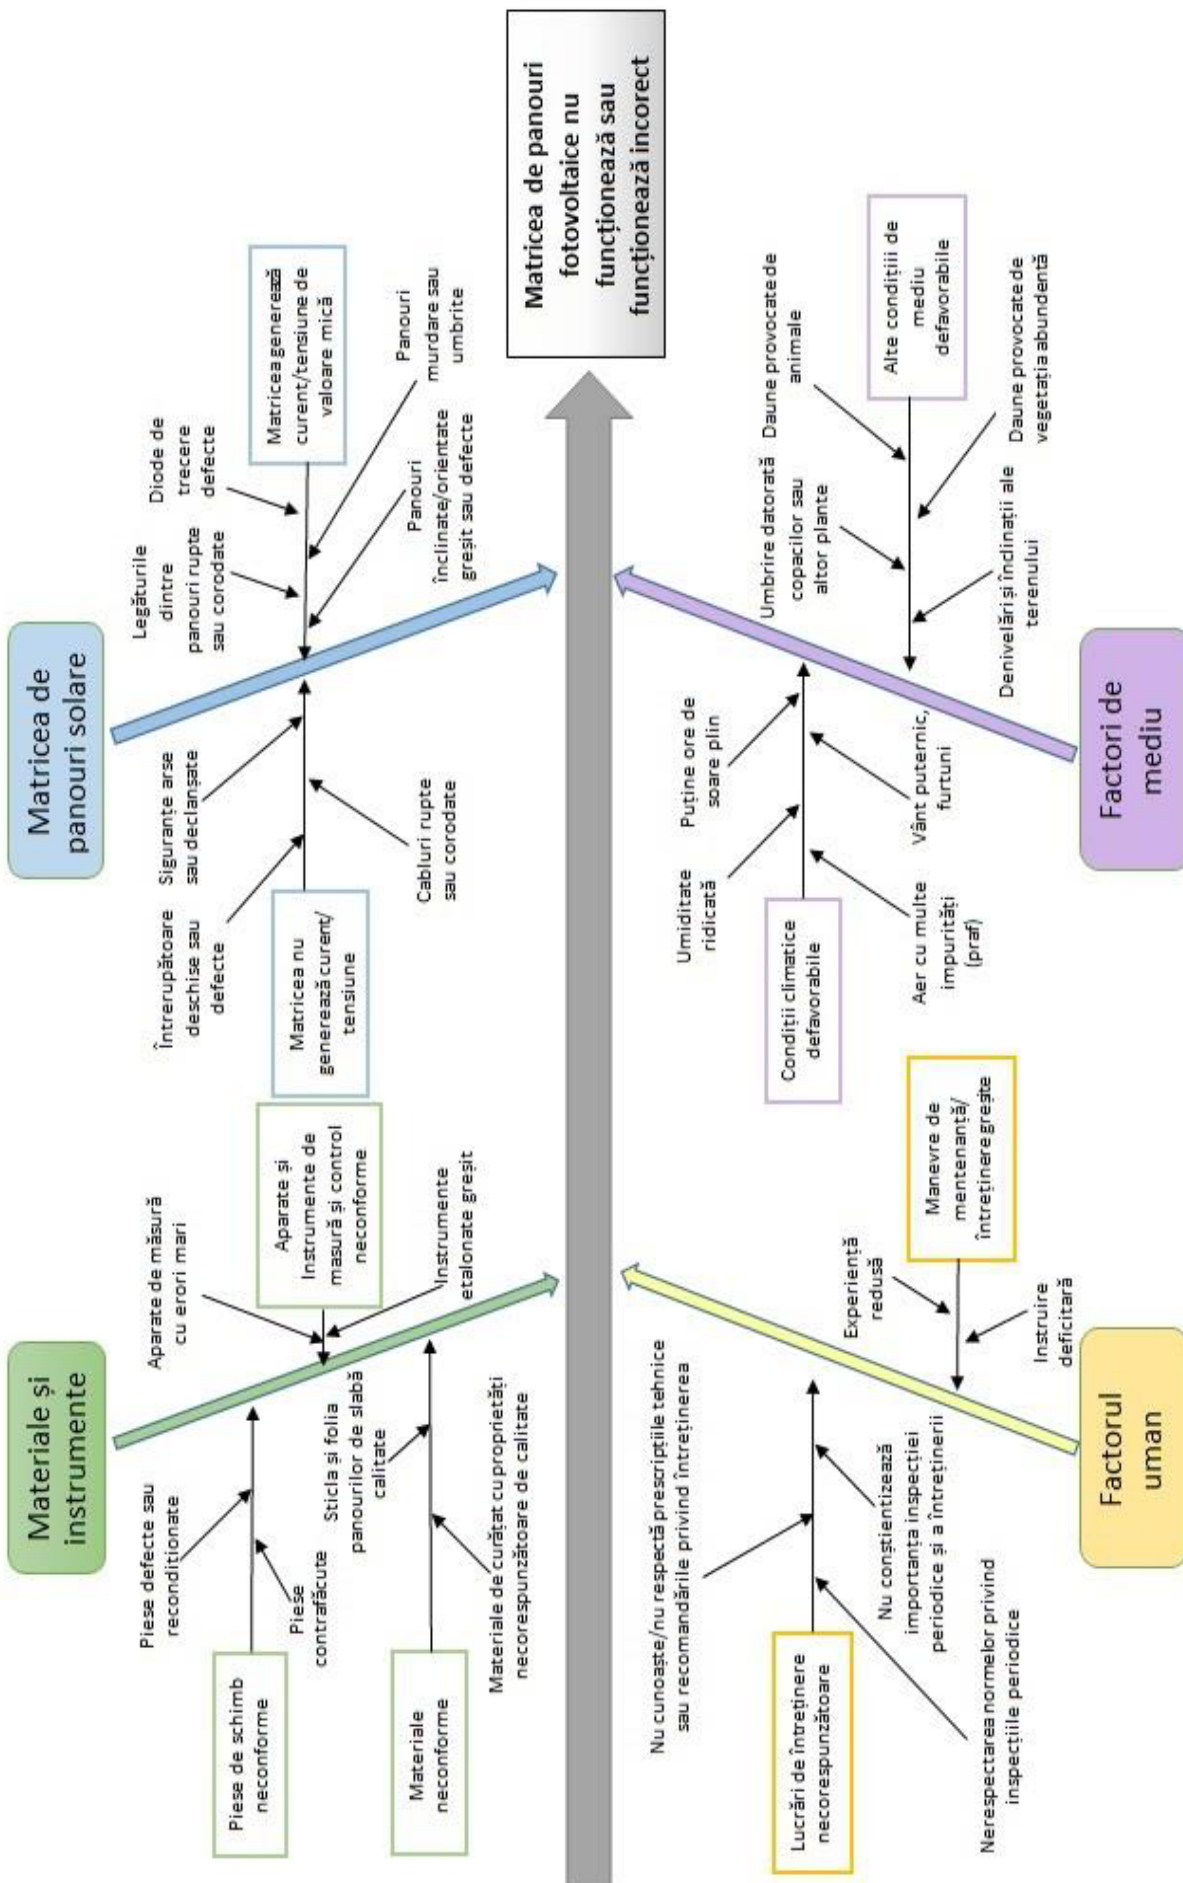 Materiale și
instrumente
Matricea de
panouri solare
Piese defecte sau
recondiționate
Piese
contrafăcute
Piese de schimb
neconforme
Aparate de măsură
cu erori mari
Aparate și
Instrumente de
masură și control
neconforme
Instrumente
etalonate greșit
Sticla și folia
panourilor de slabă
calitate
Materiale
neconforme
Materiale de curățat cu proprietăți
necorespunzătoare de calitate
Întrerupătoare
deschise sau
defecte
Siguranțe arse
sau declanșate
Matricea nu
generează curent/
tensiune
Cabluri rupte
sau corodate
Legăturile
dintre
panouri rupte
sau corodate
Diode de
trecere
defecte
Matricea generează
curent/tensiune de
valoare mică
Panouri
murdare sau
umbrite
Panouri
înclinate/orientate
greșit sau defecte
Matricea de panouri
fotovoltaice nu
funcționează sau
funcționează incorect
Nu cunoaște/nu respectă prescripțiile tehnice
sau recomandările privind întreținerea
Lucrări de întreținere
necorespunzătoare
Nu conștientizează
importanța inspecției
periodice și a întreținerii
Nerespectarea normelor privind
inspecțiile periodice
Experiență
redusă
Manevre de
mentenanță/
întreținere greșite
Instruire
deficitară
Umiditate
ridicată
Puține ore de
soare plin
Condiții climatice
defavorabile
Aer cu multe
impurități
(praf)
Vânt puternic,
furtuni
Umbrire datorată
copacilor sau
altor plante
Daune provocate de
animale
Alte condițiii de
mediu
defavorabile
Denivelări și înclinații ale
terenului
Daune provocate de
vegetația abundentă
Factorul
uman
Factori de
mediu